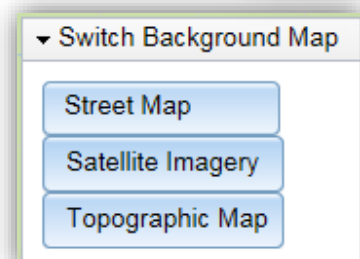 Switch Background Map
Street Map
Satellite Imagery
Topographic Map